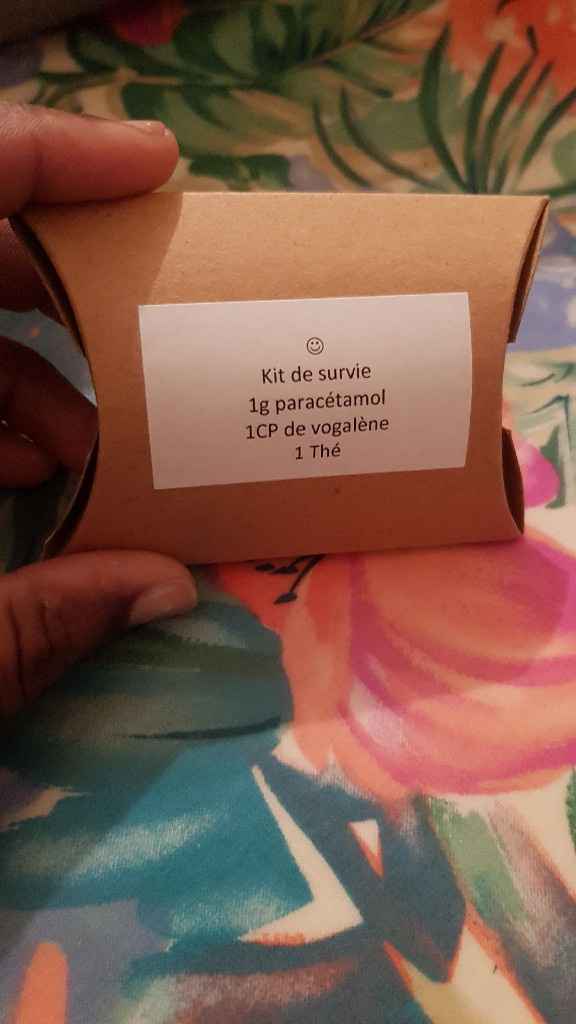 ☺
Kit de survie
1g paracétamol
1CP de vogalène
1 Thé